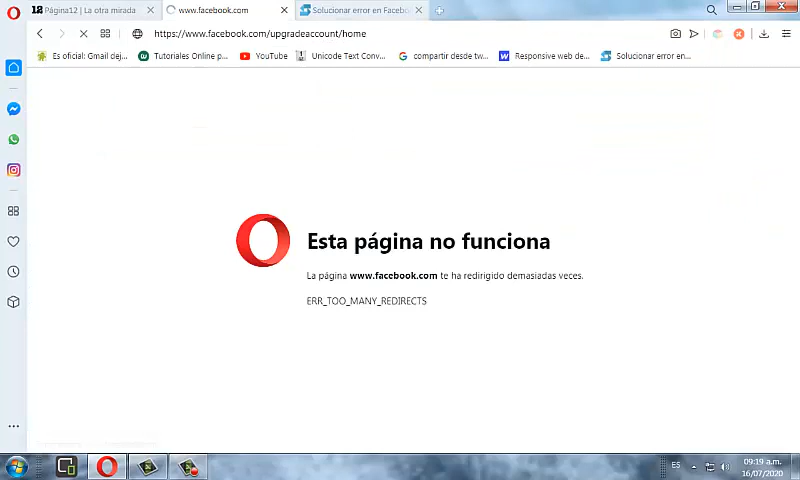 Página12 | La otra mirada
www.facebook.com
Solucionar error en Facebo
https://www.facebook.com/upgradeaccount/home
Es oficial: Gmail dej...
Tutoriales Online p...
YouTube
Unicode Text Conv...
compartir desde tw...
Responsive web de...
Solucionar error en...
Esta página no funciona
La página www.facebook.com te ha redirigido demasiadas veces.
ERR_TOO_MANY_REDIRECTS
ES
09:19 a.m.
16/07/2020